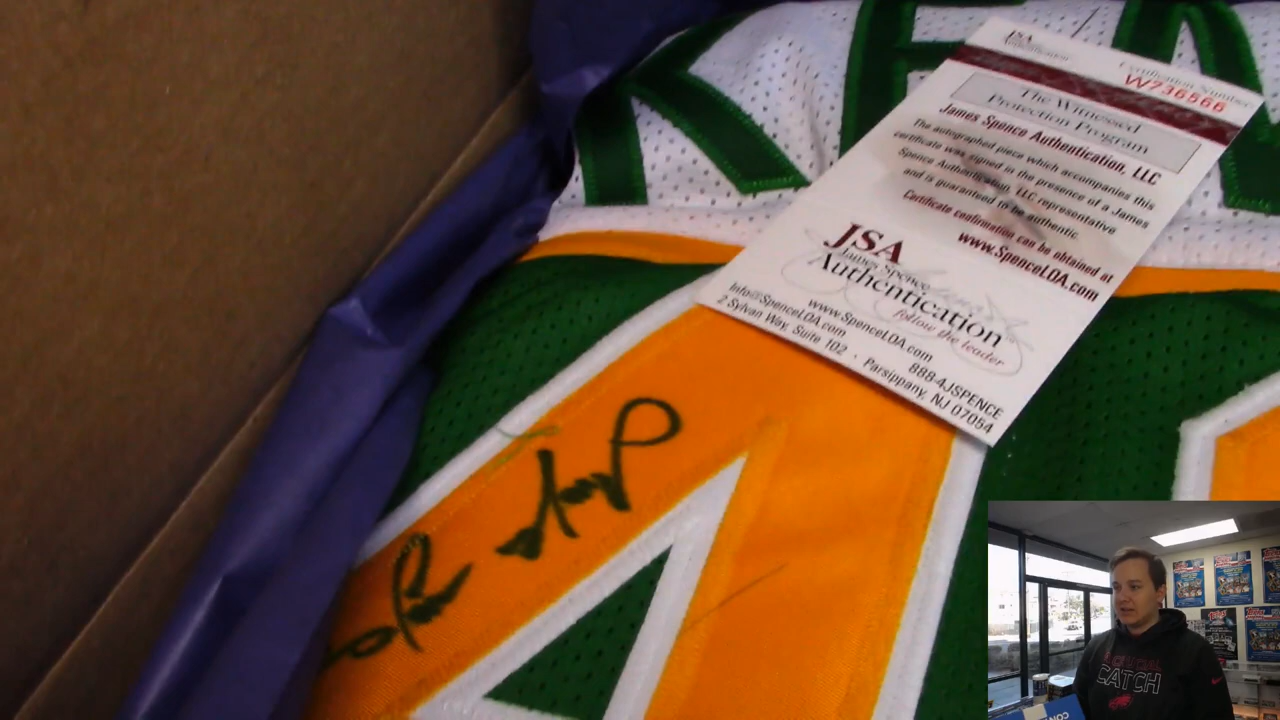 KE
JSA
Authentication
Certification Number
W736566
The Witnessed
Protection Program
James Spence Authentication, LLC
The autographed piece which accompanies this
certificate was signed in the presence of a James
Spence Authentication, LLC representative
and is guaranteed to be authentic.
Certificate confirmation can be obtained at
www.SpenceLOA.com
JSA
James Spence
Authentication
follow the leader
Info@SpenceLOA.com
www.SpenceLOA.com
2 Sylvan Way, Suite 102 • Parsippany, NJ 07054
888-4JSPENCE
4
CATCH